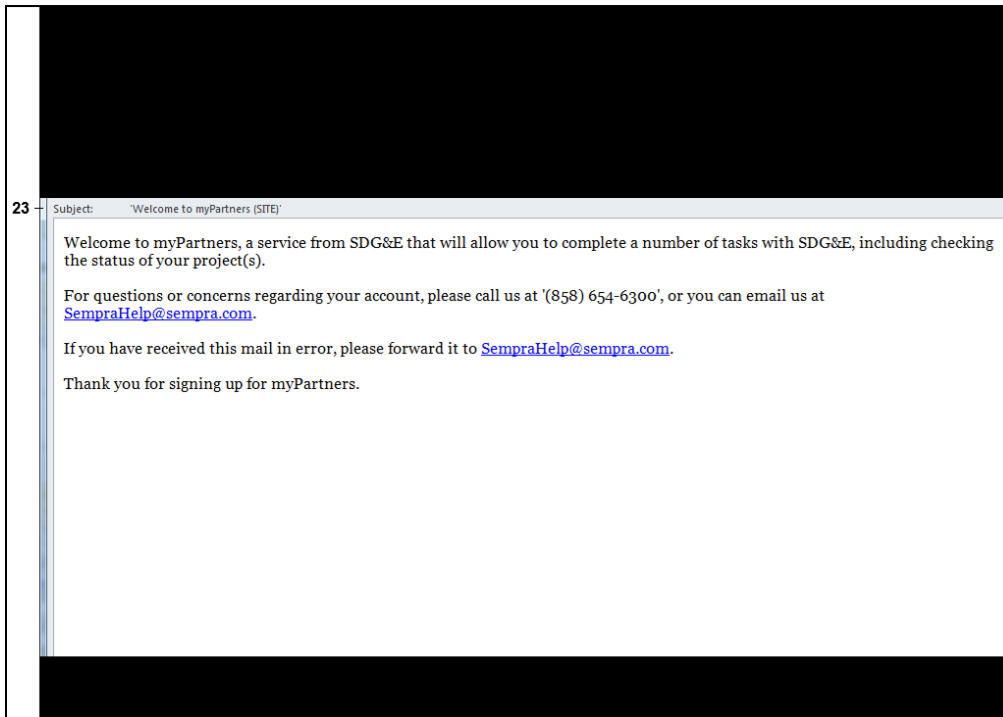 23
Subject: 'Welcome to myPartners (SITE)'
Welcome to myPartners, a service from SDG&E that will allow you to complete a number of tasks with SDG&E, including checking
the status of your project(s).
For questions or concerns regarding your account, please call us at '(858) 654-6300', or you can email us at
SempraHelp@sempra.com.
If you have received this mail in error, please forward it to SempraHelp@sempra.com.
Thank you for signing up for myPartners.